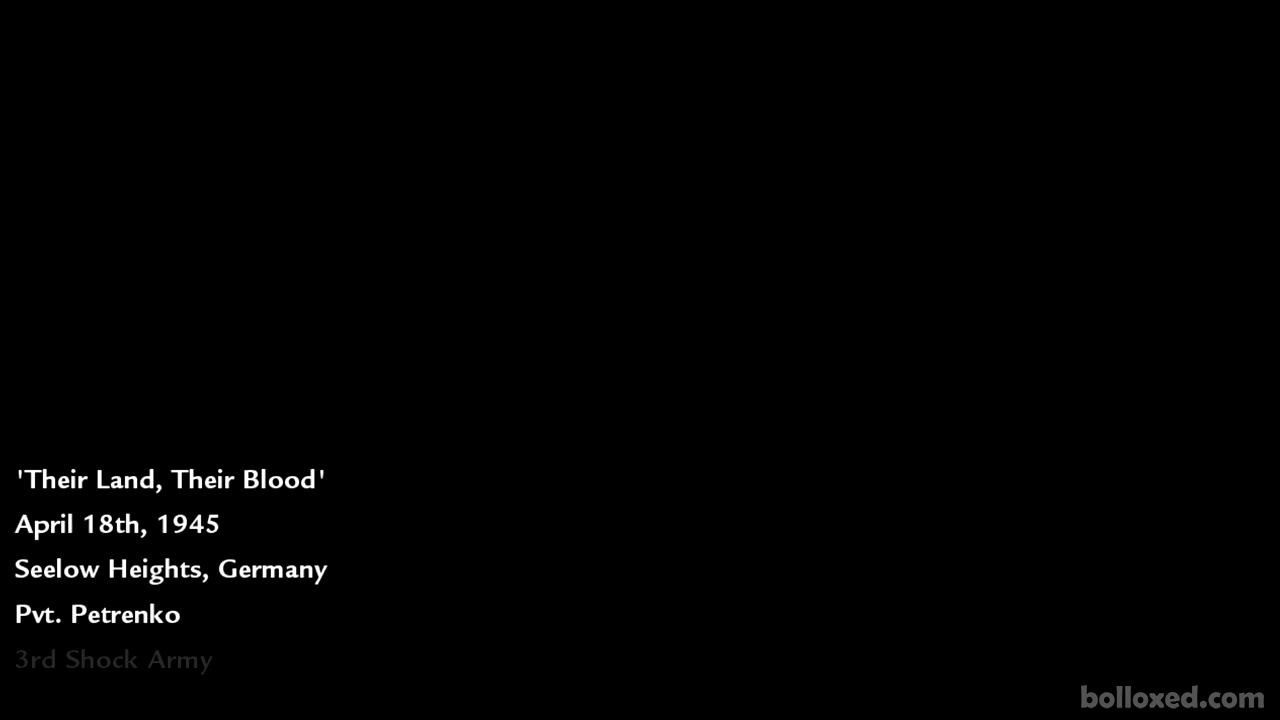 'Their Land, Their Blood'
April 18th, 1945
Seelow Heights, Germany
Pvt. Petrenko
3rd Shock Army
bolloxed.com